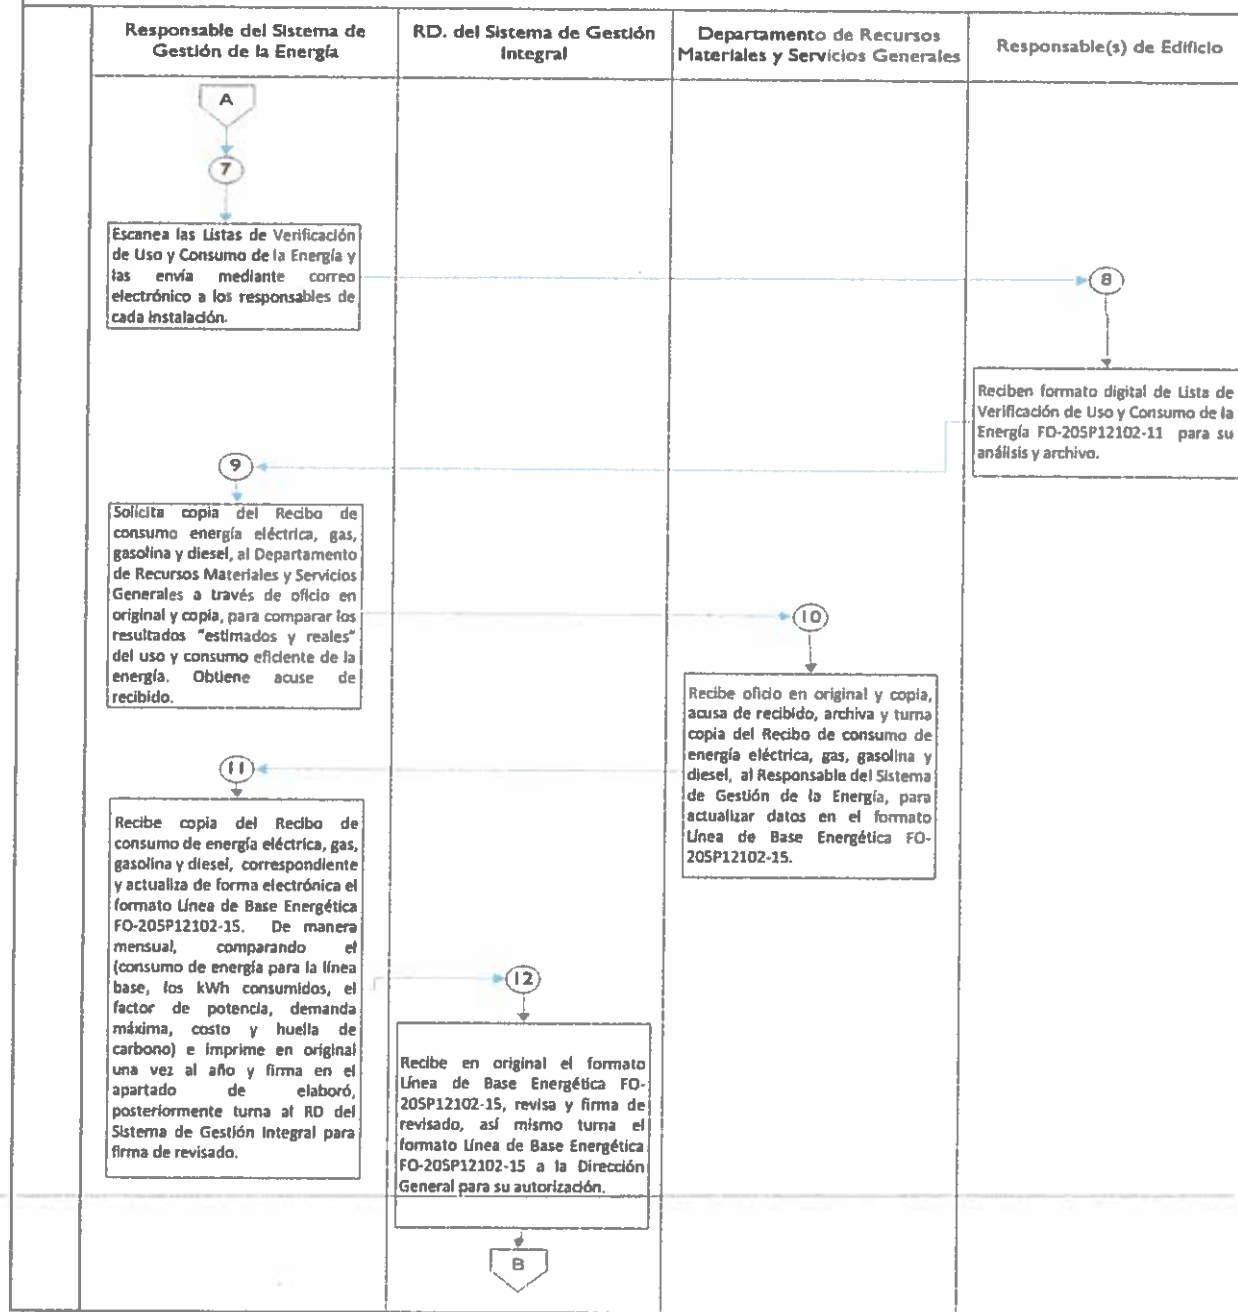 Responsable del Sistema de
Gestión de la Energía
RD. del Sistema de Gestión
Integral
Departamento de Recursos
Materiales y Servicios Generales
Responsable(s) de Edificio
A
7
Escanea las Listas de Verificación
de Uso y Consumo de la Energía y
las envía mediante correo
electrónico a los responsables de
cada instalación.
8
Reciben formato digital de Lista de
Verificación de Uso y Consumo de la
Energía FO-205P12102-11 para su
análisis y archivo.
9
Solicita copia del Recibo de
consumo energía eléctrica, gas,
gasolina y diesel, al Departamento
de Recursos Materiales y Servicios
Generales a través de oficio en
original y copia, para comparar los
resultados "estimados y reales"
del uso y consumo eficiente de la
energía. Obtiene acuse de
recibido.
10
Recibe oficio en original y copia,
acusa de recibido, archiva y turna
copia del Recibo de consumo de
energía eléctrica, gas, gasolina y
diesel, al Responsable del Sistema
de Gestión de la Energía, para
actualizar datos en el formato
Línea de Base Energética FO-
205P12102-15.
11
Recibe copia del Recibo de
consumo de energía eléctrica, gas,
gasolina y diesel, correspondiente
y actualiza de forma electrónica el
formato Línea de Base Energética
FO-205P12102-15. De manera
mensual, comparando el
(consumo de energía para la línea
base, los kWh consumidos, el
factor de potencia, demanda
máxima, costo y huella de
carbono) e imprime en original
una vez al año y firma en el
apartado de elaboró,
posteriormente turna al RD del
Sistema de Gestión Integral para
firma de revisado.
12
Recibe en original el formato
Línea de Base Energética FO-
205P12102-15, revisa y firma de
revisado, así mismo turna el
formato Línea de Base Energética
FO-205P12102-15 a la Dirección
General para su autorización.
B